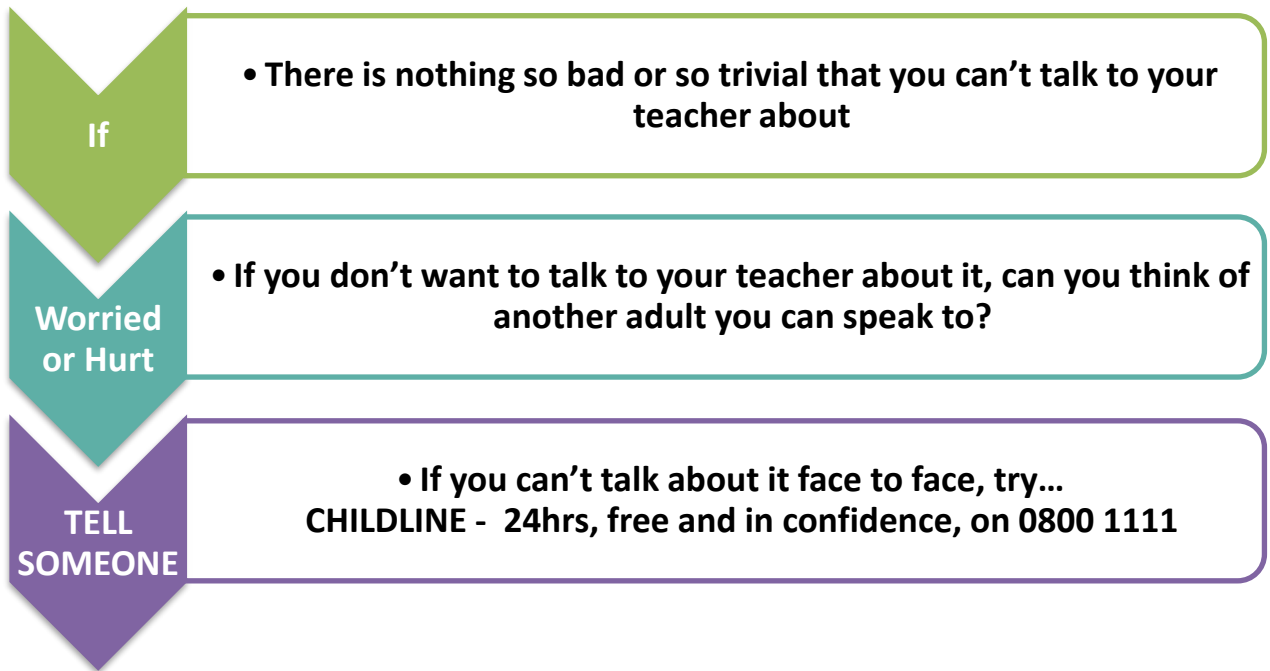 If
• There is nothing so bad or so trivial that you can’t talk to your
teacher about
Worried
or Hurt
• If you don’t want to talk to your teacher about it, can you think of
another adult you can speak to?
TELL
SOMEONE
• If you can’t talk about it face to face, try…
CHILDLINE - 24hrs, free and in confidence, on 0800 1111